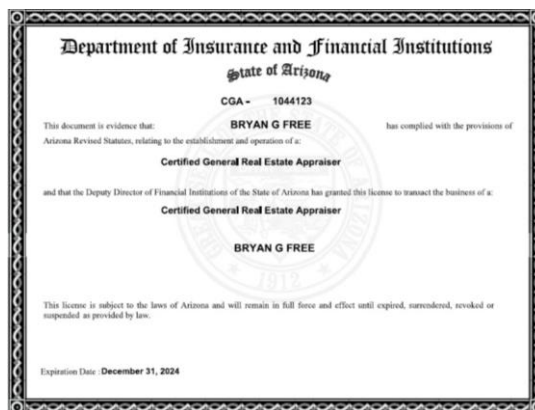 Department of Insurance and Financial Institutions
State of Arizona
CGA - 1044123
This document is evidence that: BRYAN G FREE has complied with the provisions of
Arizona Revised Statutes, relating to the establishment and operation of a:
Certified General Real Estate Appraiser
and that the Deputy Director of Financial Institutions of the State of Arizona has granted this license to transact the business of a:
Certified General Real Estate Appraiser
BRYAN G FREE
1912
This license is subject to the laws of Arizona and will remain in full force and effect until expired, surrendered, revoked or
suspended as provided by law.
Expiration Date : December 31, 2024